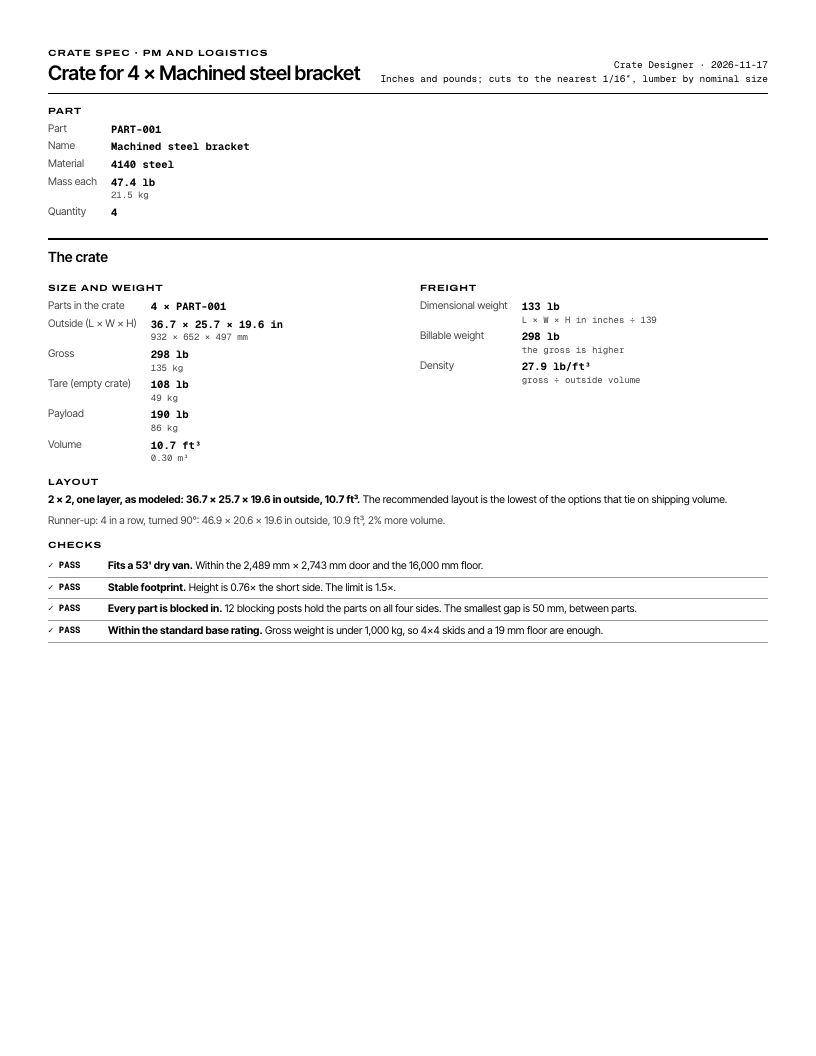 CRATE SPEC · PM AND LOGISTICS
Crate for 4 × Machined steel bracket
Crate Designer · 2026-11-17
Inches and pounds; cuts to the nearest 1/16″, lumber by nominal size
PART
Part PART-001
Name Machined steel bracket
Material 4140 steel
Mass each 47.4 lb
21.5 kg
Quantity 4
The crate
SIZE AND WEIGHT
Parts in the crate 4 × PART-001
Outside (L × W × H) 36.7 × 25.7 × 19.6 in
932 × 652 × 497 mm
Gross 298 lb
135 kg
Tare (empty crate) 108 lb
49 kg
Payload 190 lb
86 kg
Volume 10.7 ft³
0.30 m³
FREIGHT
Dimensional weight 133 lb
L × W × H in inches ÷ 139
Billable weight 298 lb
the gross is higher
Density 27.9 lb/ft³
gross ÷ outside volume
LAYOUT
2 × 2, one layer, as modeled: 36.7 × 25.7 × 19.6 in outside, 10.7 ft³. The recommended layout is the lowest of the options that tie on shipping volume.
Runner-up: 4 in a row, turned 90°: 46.9 × 20.6 × 19.6 in outside, 10.9 ft³, 2% more volume.
CHECKS
✓ PASS Fits a 53' dry van. Within the 2,489 mm × 2,743 mm door and the 16,000 mm floor.
✓ PASS Stable footprint. Height is 0.76× the short side. The limit is 1.5×.
✓ PASS Every part is blocked in. 12 blocking posts hold the parts on all four sides. The smallest gap is 50 mm, between parts.
✓ PASS Within the standard base rating. Gross weight is under 1,000 kg, so 4×4 skids and a 19 mm floor are enough.